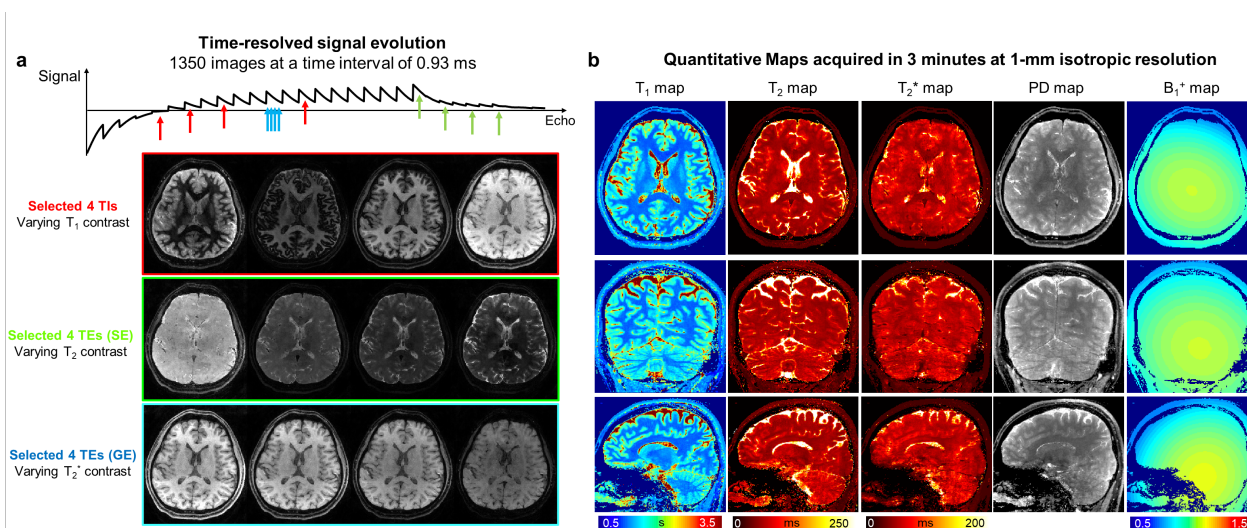 a
Time-resolved signal evolution
1350 images at a time interval of 0.93 ms
Signal
Echo
Selected 4 TIs
Varying T₁ contrast
Selected 4 TEs (SE)
Varying T₂ contrast
Selected 4 TEs (GE)
Varying T₂* contrast
b
Quantitative Maps acquired in 3 minutes at 1-mm isotropic resolution
T₁ map T₂ map T₂* map PD map B₁⁺ map
0.5 s 3.5 0 ms 250 0 ms 200 0.5 1.5